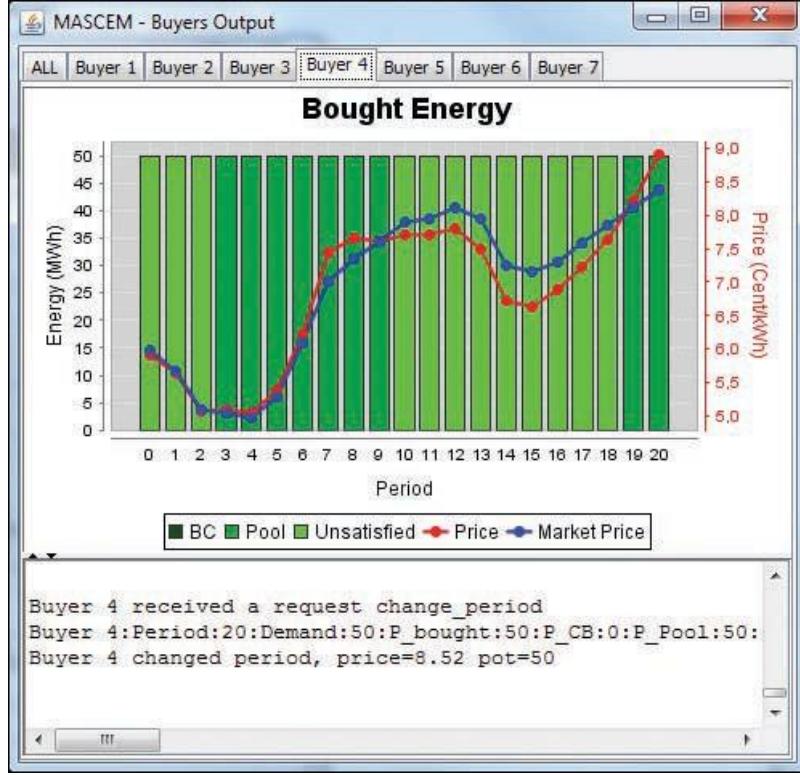 MASCEM - Buyers Output
ALL Buyer 1 Buyer 2 Buyer 3 Buyer 4 Buyer 5 Buyer 6 Buyer 7
Bought Energy
Energy (MWh)
50
45
40
35
30
25
20
15
10
5
0
9,0
8,5
8,0
7,5
7,0
6,5
6,0
5,5
5,0
Price (Cent/kWh)
0 1 2 3 4 5 6 7 8 9 10 11 12 13 14 15 16 17 18 19 20
Period
BC Pool Unsatisfied Price Market Price
Buyer 4 received a request change_period
Buyer 4:Period:20:Demand:50:P_bought:50:P_CB:0:P_Pool:50:
Buyer 4 changed period, price=8.52 pot=50